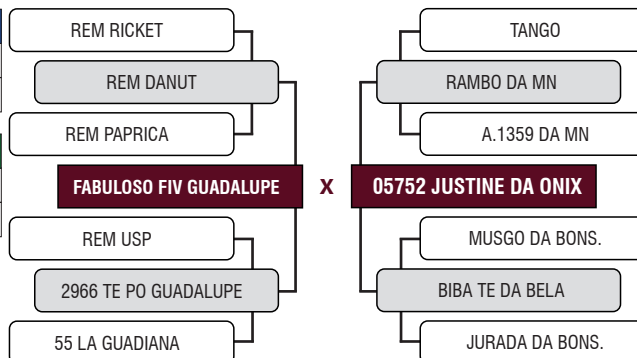 REM RICKET
REM DANUT
REM PAPRICA
FABULOSO FIV GUADALUPE
REM USP
2966 TE PO GUADALUPE
55 LA GUADIANA
X
TANGO
RAMBO DA MN
A.1359 DA MN
05752 JUSTINE DA ONIX
MUSGO DA BONS.
BIBA TE DA BELA
JURADA DA BONS.